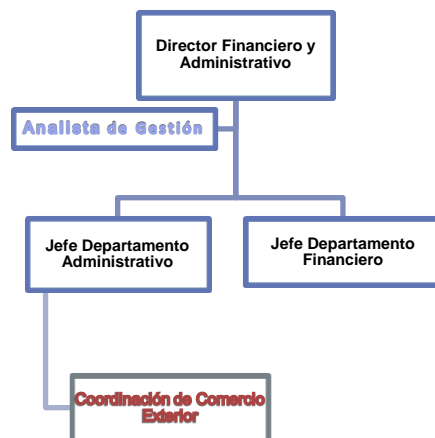 Director Financiero y
Administrativo
Analista de Gestión
Jefe Departamento
Administrativo
Jefe Departamento
Financiero
Coordinación de Comercio
Exterior